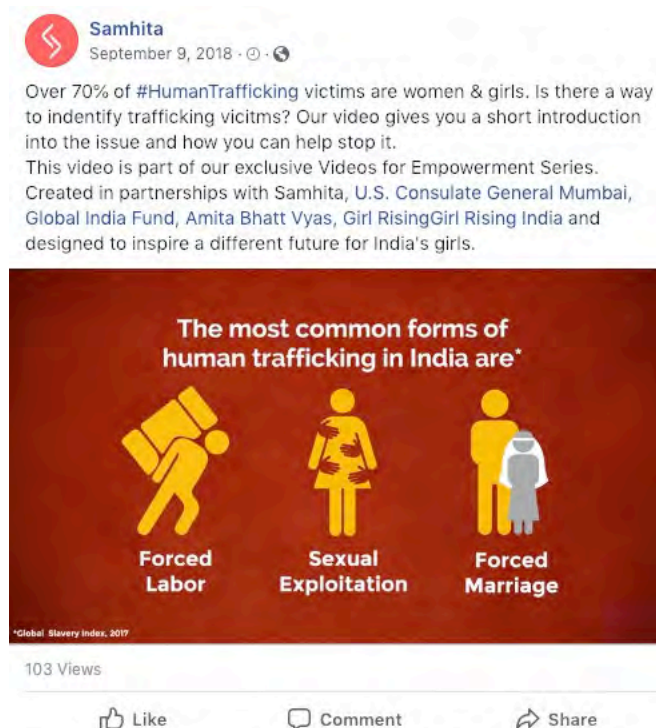 Samhita
September 9, 2018 ·
Over 70% of #HumanTrafficking victims are women & girls. Is there a way
to indentify trafficking vicitms? Our video gives you a short introduction
into the issue and how you can help stop it.
This video is part of our exclusive Videos for Empowerment Series.
Created in partnerships with Samhita, U.S. Consulate General Mumbai,
Global India Fund, Amita Bhatt Vyas, Girl RisingGirl Rising India and
designed to inspire a different future for India's girls.
The most common forms of
human trafficking in India are*
Forced
Labor
Sexual
Exploitation
Forced
Marriage
*Global Slavery Index, 2017
103 Views
Like
Comment
Share